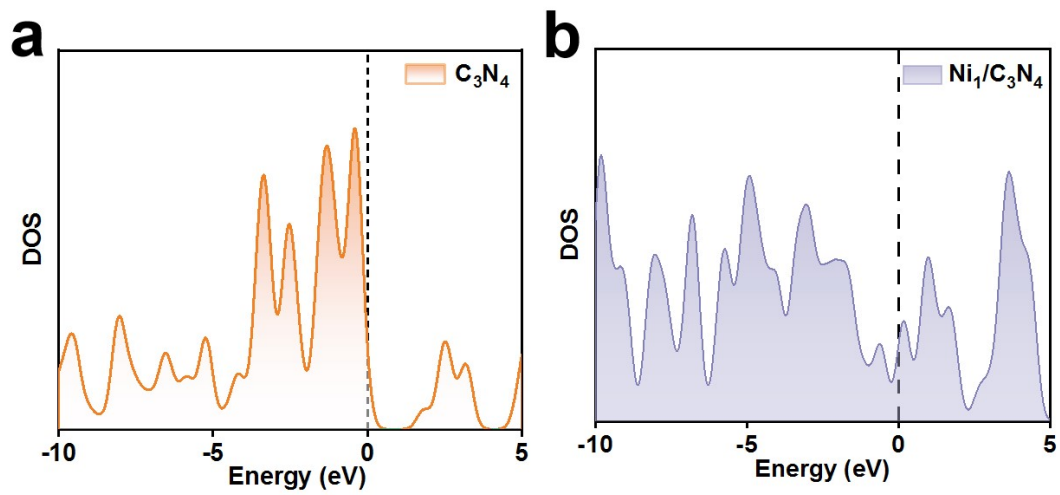 a
C₃N₄
DOS
-10 -5 0 5
Energy (eV)
b
Ni₁/C₃N₄
DOS
-10 -5 0 5
Energy (eV)